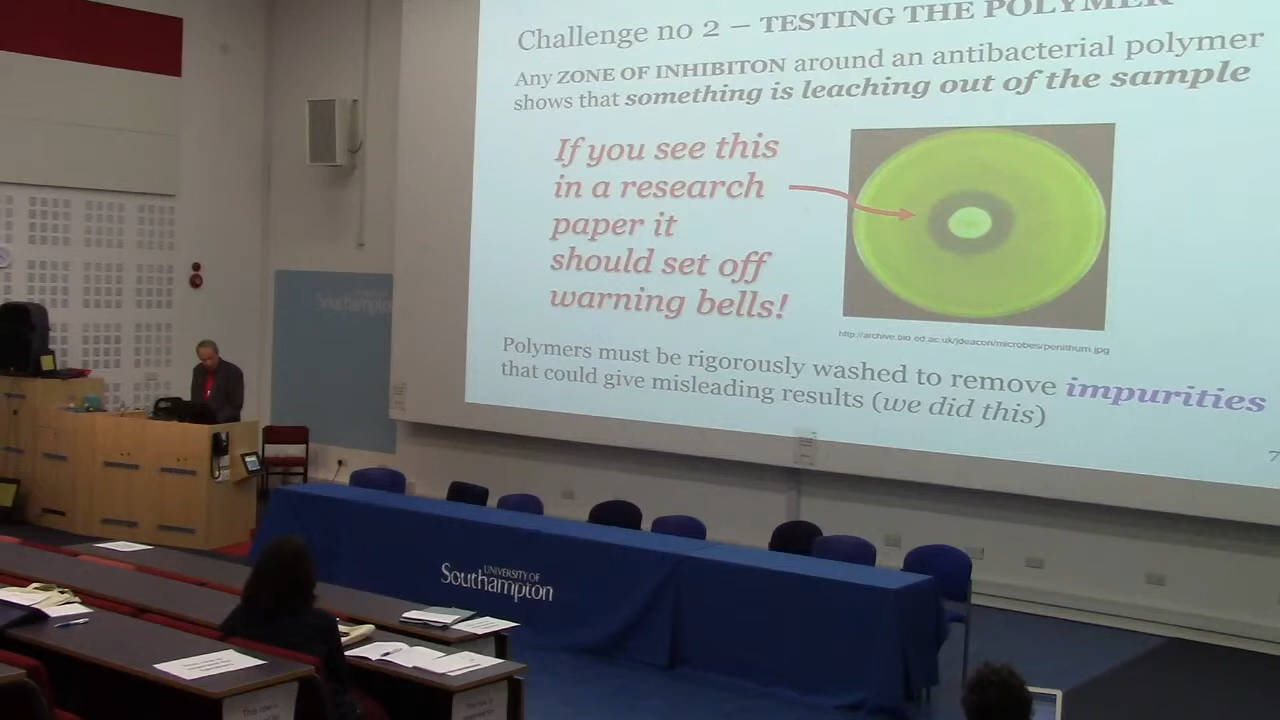 Challenge no 2 – TESTING THE POLYMER
Any ZONE OF INHIBITON around an antibacterial polymer
shows that something is leaching out of the sample
If you see this
in a research
paper it
should set off
warning bells!
http://archive.bio.ed.ac.uk/jdeacon/microbes/penithum.jpg
Polymers must be rigorously washed to remove impurities
that could give misleading results (we did this)
7
Southampton
UNIVERSITY OF
Southampton